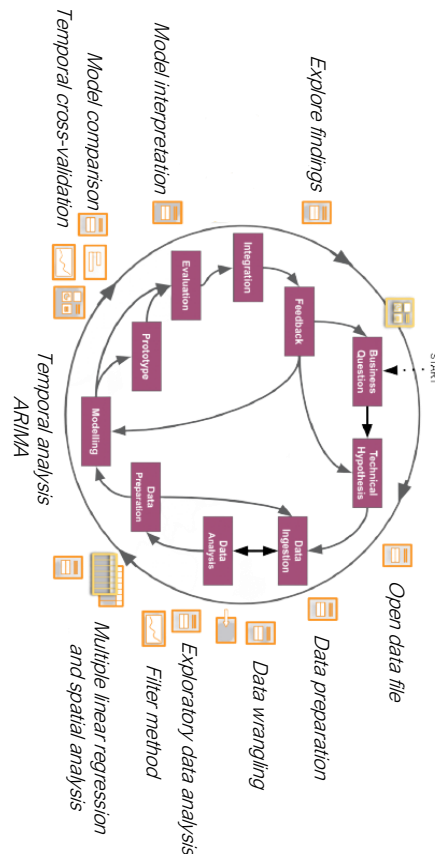 START
Open data file
Business
Question
Technical
Hypothesis
Explore findings
Feedback
Data
Ingestion
Data preparation
Integration
Data wrangling
Data
Analysis
Evaluation
Exploratory data analysis
Model interpretation
Prototype
Data
Preparation
Filter method
Modelling
Multiple linear regression
and spatial analysis
Model comparison
Temporal cross-validation
Temporal analysis
ARIMA